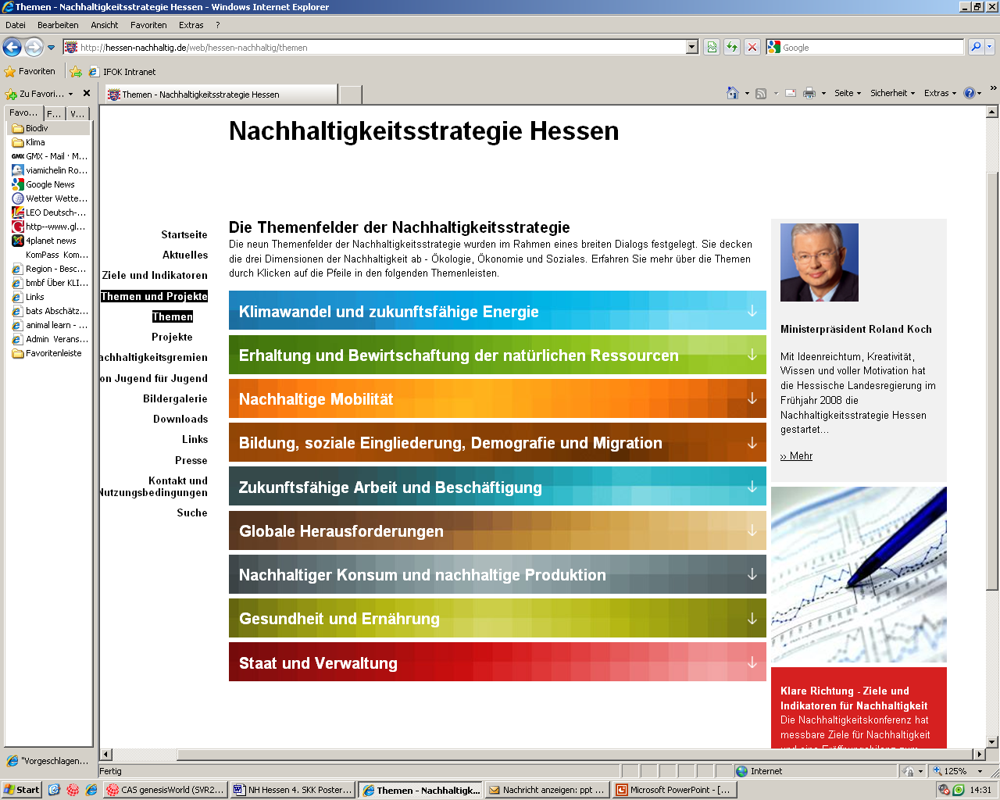 Themen - Nachhaltigkeitsstrategie Hessen - Windows Internet Explorer
Datei Bearbeiten Ansicht Favoriten Extras ?
http://hessen-nachhaltig.de/web/hessen-nachhaltig/themen
Google
Favoriten IFOK Intranet
Zu Favori...
Themen - Nachhaltigkeitsstrategie Hessen
Seite Sicherheit Extras
Favo... F... V...
Biodiv
Klima
GMX - Mail · M...
viamichelin Ro...
Google News
Wetter Wette...
LEO Deutsch-...
http--www.gl...
4planet news
KomPass Kom...
Region - Besc...
bmbf Über KLI...
Links
bats Abschätz...
animal learn - ...
Admin Verans...
Favoritenleiste
"Vorgeschlagen...
Nachhaltigkeitsstrategie Hessen
Startseite
Aktuelles
Ziele und Indikatoren
Themen und Projekte
Themen
Projekte
achhaltigkeitsgremien
on Jugend für Jugend
Bildergalerie
Downloads
Links
Presse
Kontakt und
Nutzungsbedingungen
Suche
Die Themenfelder der Nachhaltigkeitsstrategie
Die neun Themenfelder der Nachhaltigkeitsstrategie wurden im Rahmen eines breiten Dialogs festgelegt. Sie decken
die drei Dimensionen der Nachhaltigkeit ab - Ökologie, Ökonomie und Soziales. Erfahren Sie mehr über die Themen
durch Klicken auf die Pfeile in den folgenden Themenleisten.
Klimawandel und zukunftsfähige Energie
Erhaltung und Bewirtschaftung der natürlichen Ressourcen
Nachhaltige Mobilität
Bildung, soziale Eingliederung, Demografie und Migration
Zukunftsfähige Arbeit und Beschäftigung
Globale Herausforderungen
Nachhaltiger Konsum und nachhaltige Produktion
Gesundheit und Ernährung
Staat und Verwaltung
Ministerpräsident Roland Koch
Mit Ideenreichtum, Kreativität,
Wissen und voller Motivation hat
die Hessische Landesregierung im
Frühjahr 2008 die
Nachhaltigkeitsstrategie Hessen
gestartet...
>> Mehr
Klare Richtung - Ziele und
Indikatoren für Nachhaltigkeit
Die Nachhaltigkeitskonferenz hat
messbare Ziele für Nachhaltigkeit
und eine Eröffnungsbilanz zum
Fertig
Internet
125%
Start
CAS genesisWorld (SVR2...
NH Hessen 4. SKK Poster...
Themen - Nachhaltigk...
Nachricht anzeigen: ppt ...
Microsoft PowerPoint - [...
14:31